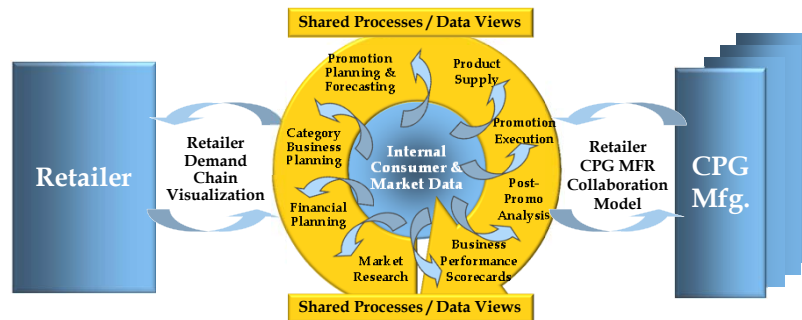 Shared Processes / Data Views
Promotion
Planning &
Forecasting
Product
Supply
Category
Business
Planning
Promotion
Execution
Internal
Consumer &
Market Data
Retailer
Retailer
Demand
Chain
Visualization
Retailer
CPG MFR
Collaboration
Model
CPG
Mfg.
Financial
Planning
Post-
Promo
Analysis
Market
Research
Business
Performance
Scorecards
Shared Processes / Data Views